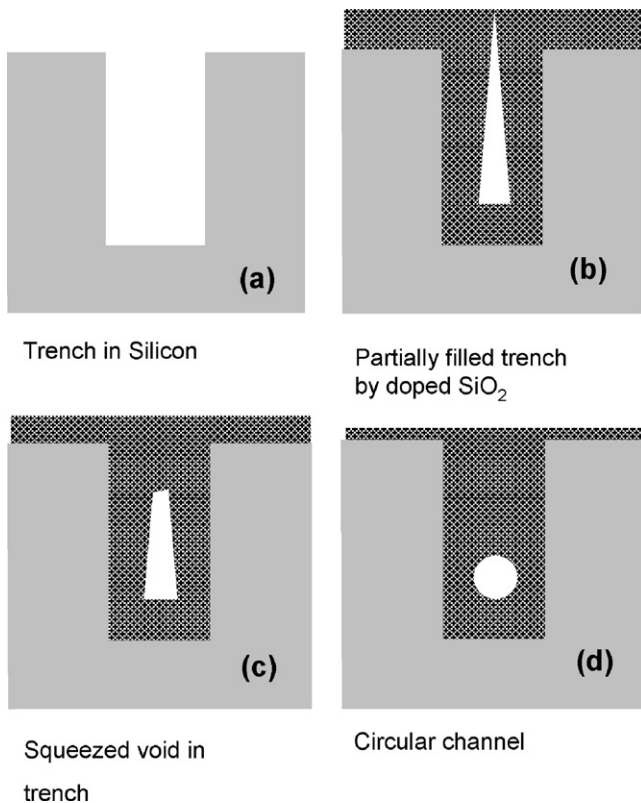 (a)
Trench in Silicon
(b)
Partially filled trench
by doped SiO₂
(c)
Squeezed void in
trench
(d)
Circular channel